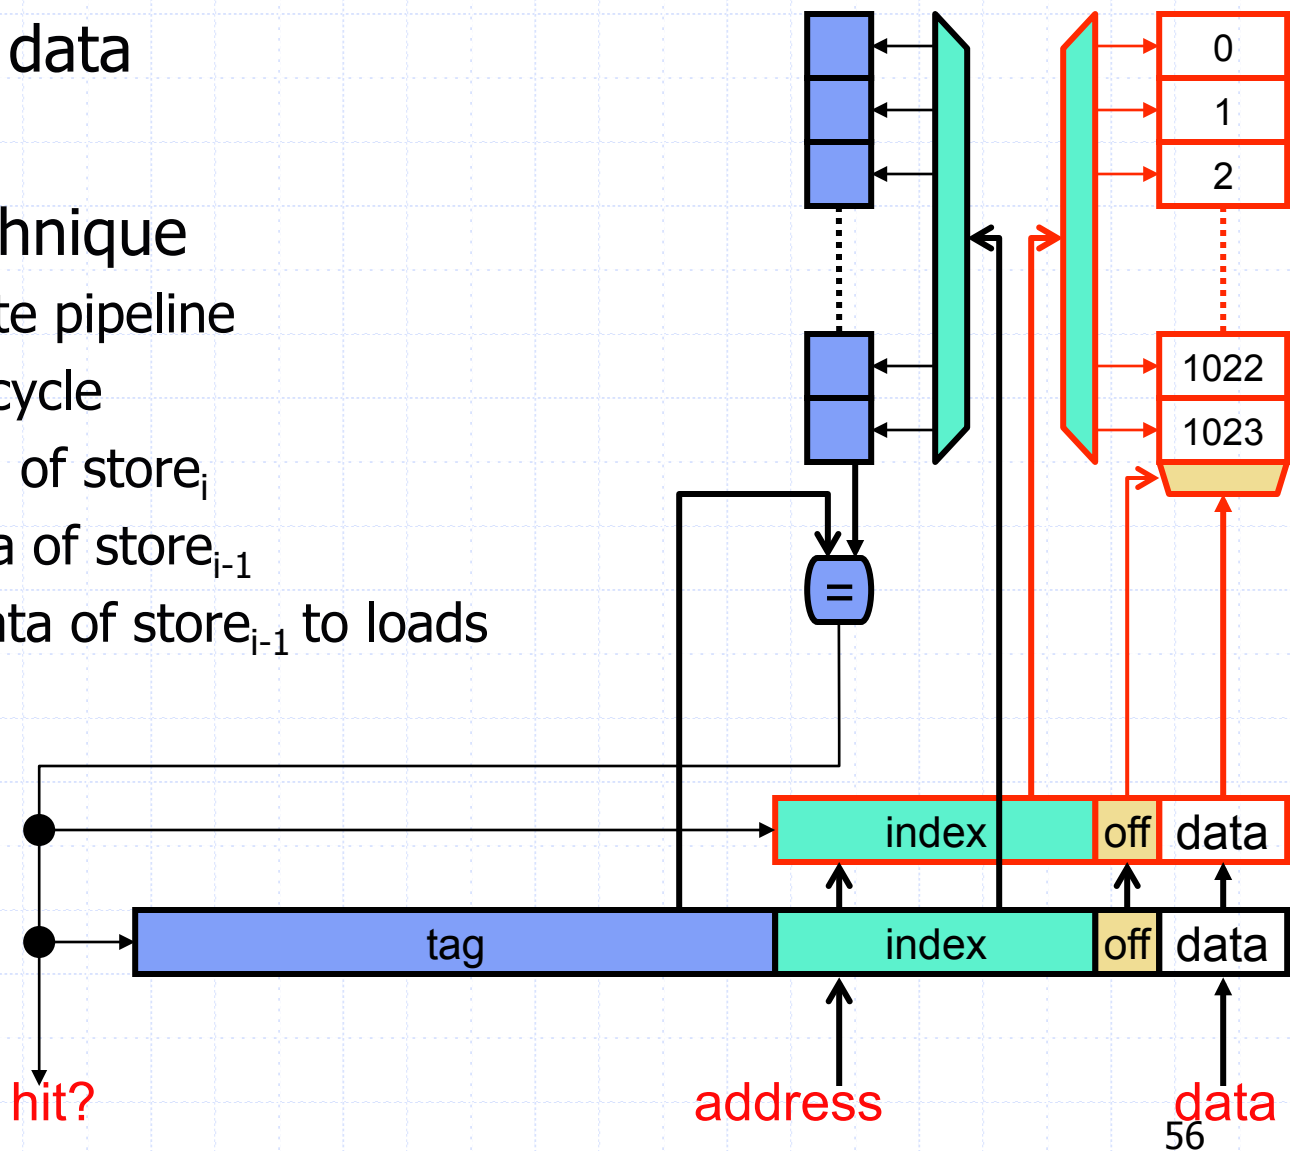 data
hnique
te pipeline
cycle
of storeᵢ
a of storeᵢ₋₁
ata of storeᵢ₋₁ to loads
0
1
2
1022
1023
=
index off data
tag index off data
hit? address data
56